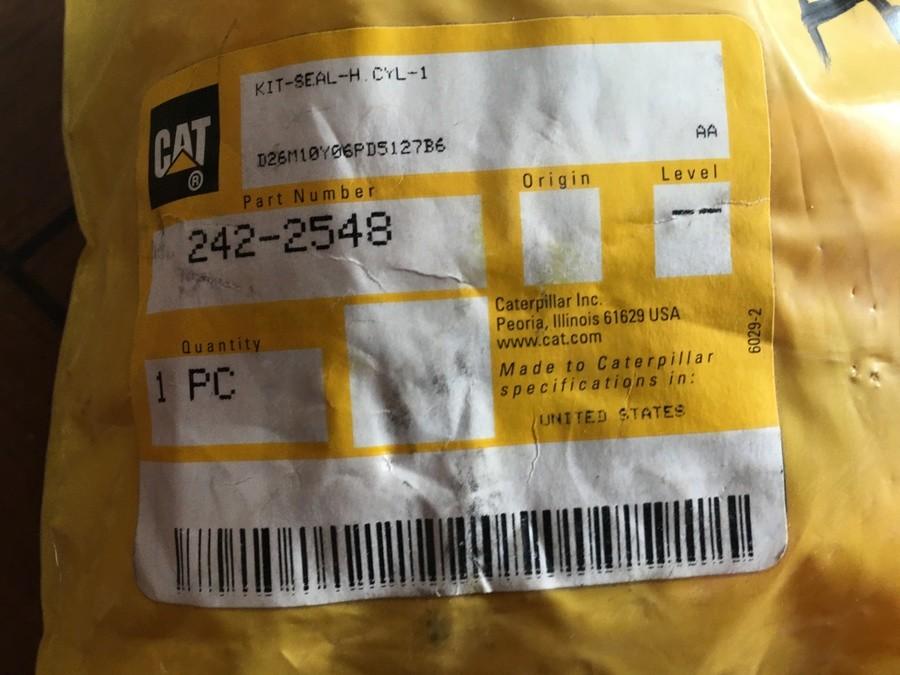 KIT-SEAL-H.CYL-1
D26M10Y06PD5127B6 AA
CAT
®
Part Number
Origin
Level
242-2548
--
Caterpillar Inc.
Peoria, Illinois 61629 USA
www.cat.com
6029-2
Quantity
1 PC
Made to Caterpillar
specifications in:
UNITED STATES